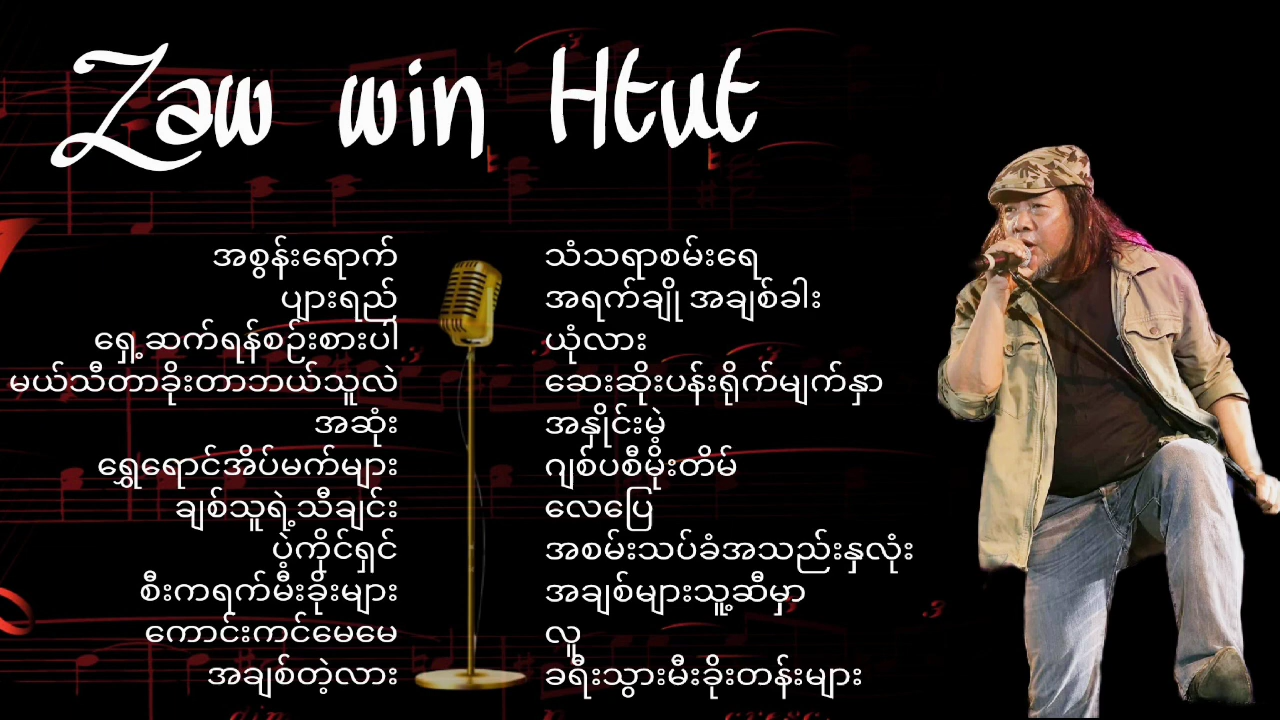 Zaw win Htut
အစွန်းရောက်
ပျားရည်
ရှေ့ဆက်ရန်စဉ်းစားပါ
မယ်သီတာခိုးတာဘယ်သူလဲ
အဆုံး
ရွှေရောင်အိပ်မက်များ
ချစ်သူရဲ့သီချင်း
ပဲ့ကိုင်ရှင်
စီးကရက်မီးခိုးများ
ကောင်းကင်မေမေ
အချစ်တဲ့လား
သံသရာစမ်းရေ
အရက်ချို အချစ်ခါး
ယုံလား
ဆေးဆိုးပန်းရိုက်မျက်နှာ
အနှိုင်းမဲ့
ဂျစ်ပစီမိုးတိမ်
လေပြေ
အစမ်းသပ်ခံအသည်းနှလုံး
အချစ်များသူ့ဆီမှာ
လူ
ခရီးသွားမီးခိုးတန်းများ